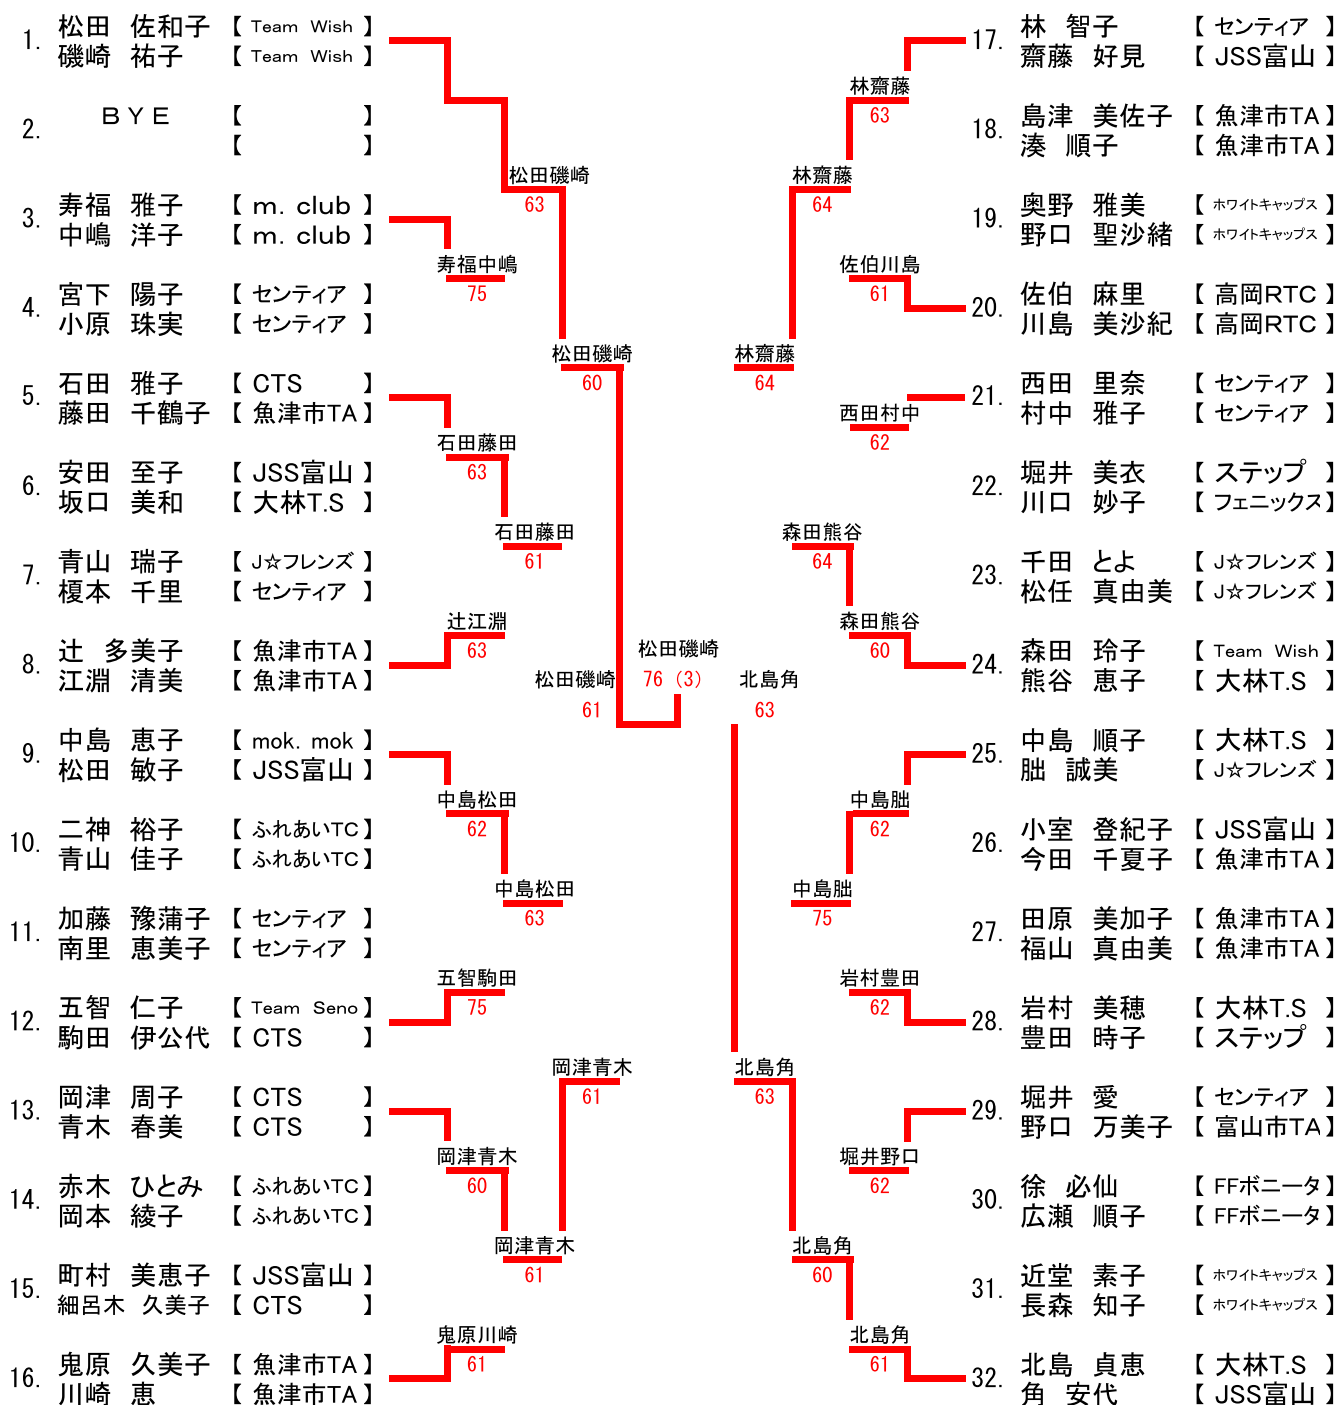 1. 松田 佐和子 【 Team Wish 】
磯崎 祐子 【 Team Wish 】
2. BYE 【 】
【 】
3. 寿福 雅子 【 m. club 】
中嶋 洋子 【 m. club 】
4. 宮下 陽子 【 センティア 】
小原 珠実 【 センティア 】
5. 石田 雅子 【 CTS 】
藤田 千鶴子 【 魚津市TA 】
6. 安田 至子 【 JSS富山 】
坂口 美和 【 大林T.S 】
7. 青山 瑞子 【 J☆フレンズ 】
榎本 千里 【 センティア 】
8. 辻 多美子 【 魚津市TA 】
江淵 清美 【 魚津市TA 】
9. 中島 恵子 【 mok. mok 】
松田 敏子 【 JSS富山 】
10. 二神 裕子 【 ふれあいTC 】
青山 佳子 【 ふれあいTC 】
11. 加藤 豫蒲子 【 センティア 】
南里 恵美子 【 センティア 】
12. 五智 仁子 【 Team Seno 】
駒田 伊公代 【 CTS 】
13. 岡津 周子 【 CTS 】
青木 春美 【 CTS 】
14. 赤木 ひとみ 【 ふれあいTC 】
岡本 綾子 【 ふれあいTC 】
15. 町村 美恵子 【 JSS富山 】
細呂木 久美子 【 CTS 】
16. 鬼原 久美子 【 魚津市TA 】
川崎 恵 【 魚津市TA 】
寿福中嶋
75
石田藤田
63
辻江淵
63
中島松田
62
五智駒田
75
岡津青木
60
鬼原川崎
61
松田磯崎
63
石田藤田
61
中島松田
63
岡津青木
61
松田磯崎
60
岡津青木
61
松田磯崎
61
松田磯崎
76（3）
北島角
63
林齋藤
64
北島角
63
林齋藤
64
森田熊谷
64
中島朏
75
北島角
60
林齋藤
63
佐伯川島
61
西田村中
62
森田熊谷
60
中島朏
62
岩村豊田
62
堀井野口
62
北島角
61
17. 林 智子 【 センティア 】
齋藤 好見 【 JSS富山 】
18. 島津 美佐子 【 魚津市TA 】
湊 順子 【 魚津市TA 】
19. 奥野 雅美 【 ホワイトキャップス 】
野口 聖沙緒 【 ホワイトキャップス 】
20. 佐伯 麻里 【 高岡RTC 】
川島 美沙紀 【 高岡RTC 】
21. 西田 里奈 【 センティア 】
村中 雅子 【 センティア 】
22. 堀井 美衣 【 ステップ 】
川口 妙子 【 フェニックス 】
23. 千田 とよ 【 J☆フレンズ 】
松任 真由美 【 J☆フレンズ 】
24. 森田 玲子 【 Team Wish 】
熊谷 恵子 【 大林T.S 】
25. 中島 順子 【 大林T.S 】
朏 誠美 【 J☆フレンズ 】
26. 小室 登紀子 【 JSS富山 】
今田 千夏子 【 魚津市TA 】
27. 田原 美加子 【 魚津市TA 】
福山 真由美 【 魚津市TA 】
28. 岩村 美穂 【 大林T.S 】
豊田 時子 【 ステップ 】
29. 堀井 愛 【 センティア 】
野口 万美子 【 富山市TA 】
30. 徐 必仙 【 FFボニータ 】
広瀬 順子 【 FFボニータ 】
31. 近堂 素子 【 ホワイトキャップス 】
長森 知子 【 ホワイトキャップス 】
32. 北島 貞恵 【 大林T.S 】
角 安代 【 JSS富山 】